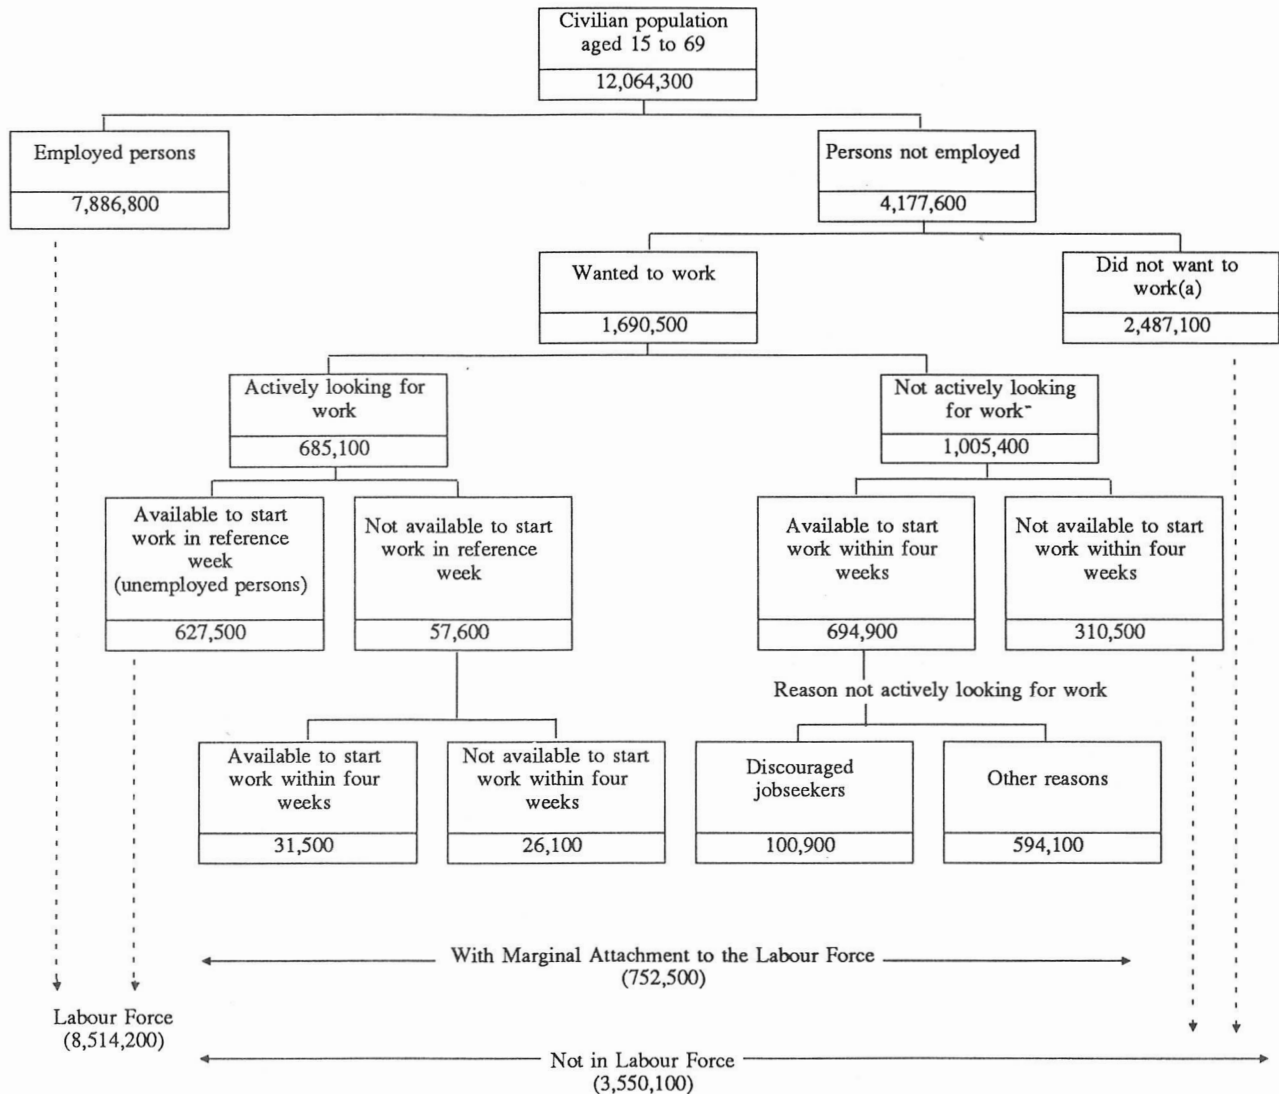 Civilian population
aged 15 to 69
12,064,300
Employed persons
7,886,800
Persons not employed
4,177,600
Wanted to work
1,690,500
Did not want to
work(a)
2,487,100
Actively looking for
work
685,100
Not actively looking
for work-
1,005,400
Available to start
work in reference
week
(unemployed persons)
627,500
Not available to start
work in reference
week
57,600
Available to start
work within four
weeks
694,900
Not available to start
work within four
weeks
310,500
Reason not actively looking for work
Available to start
work within four
weeks
31,500
Not available to start
work within four
weeks
26,100
Discouraged
jobseekers
100,900
Other reasons
594,100
With Marginal Attachment to the Labour Force
(752,500)
Labour Force
(8,514,200)
Not in Labour Force
(3,550,100)